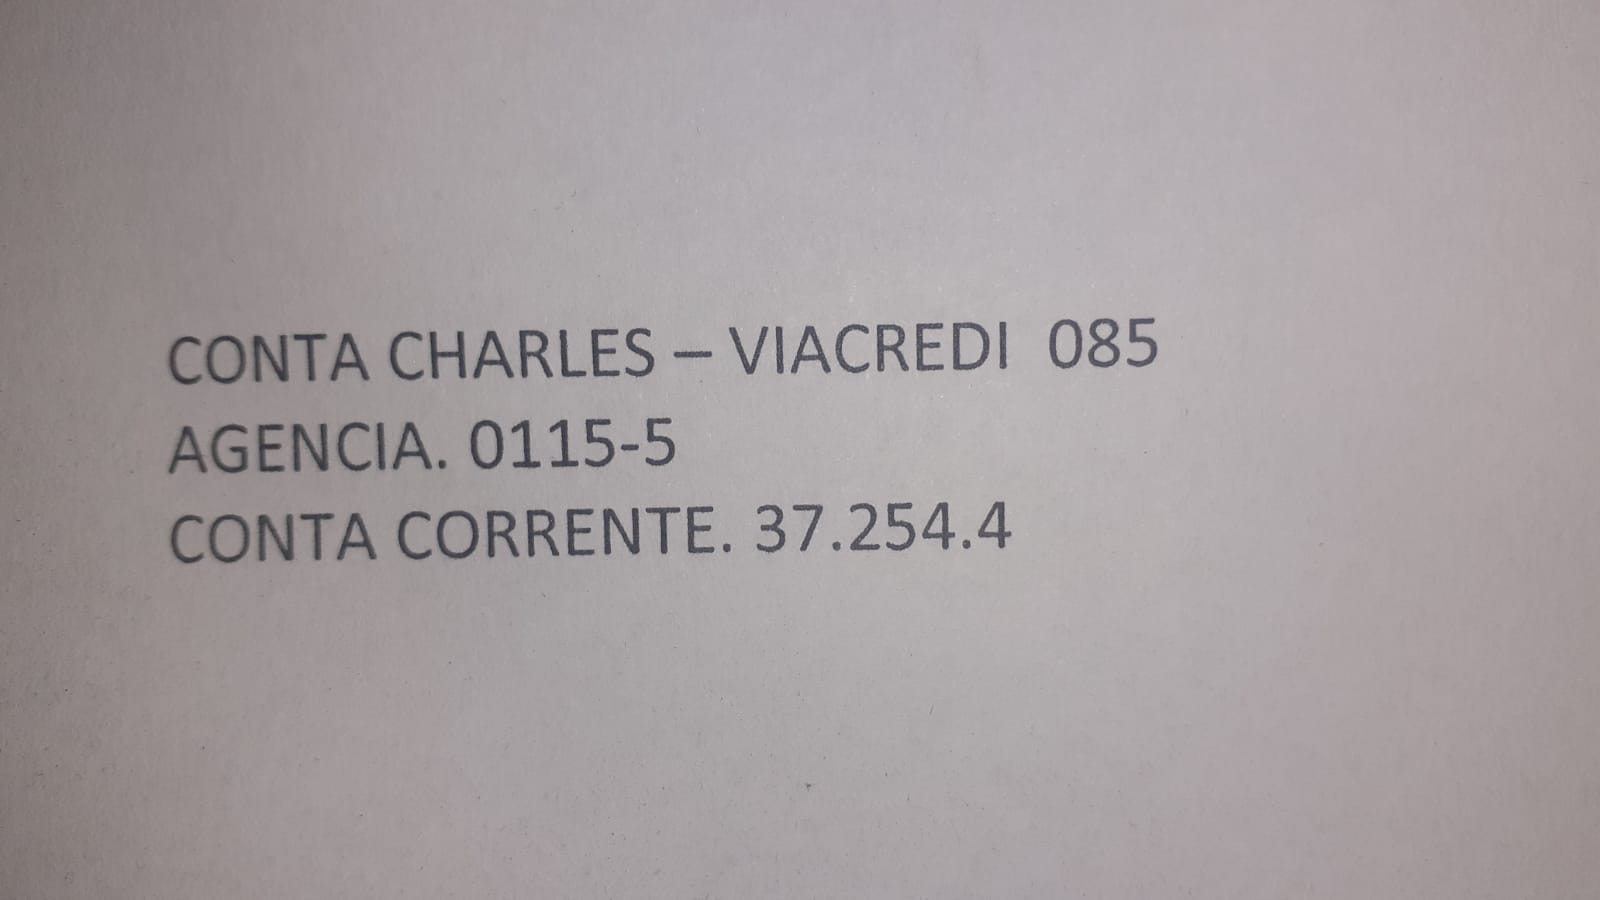 CONTA CHARLES – VIACREDI  085
AGENCIA. 0115-5
CONTA CORRENTE. 37.254.4